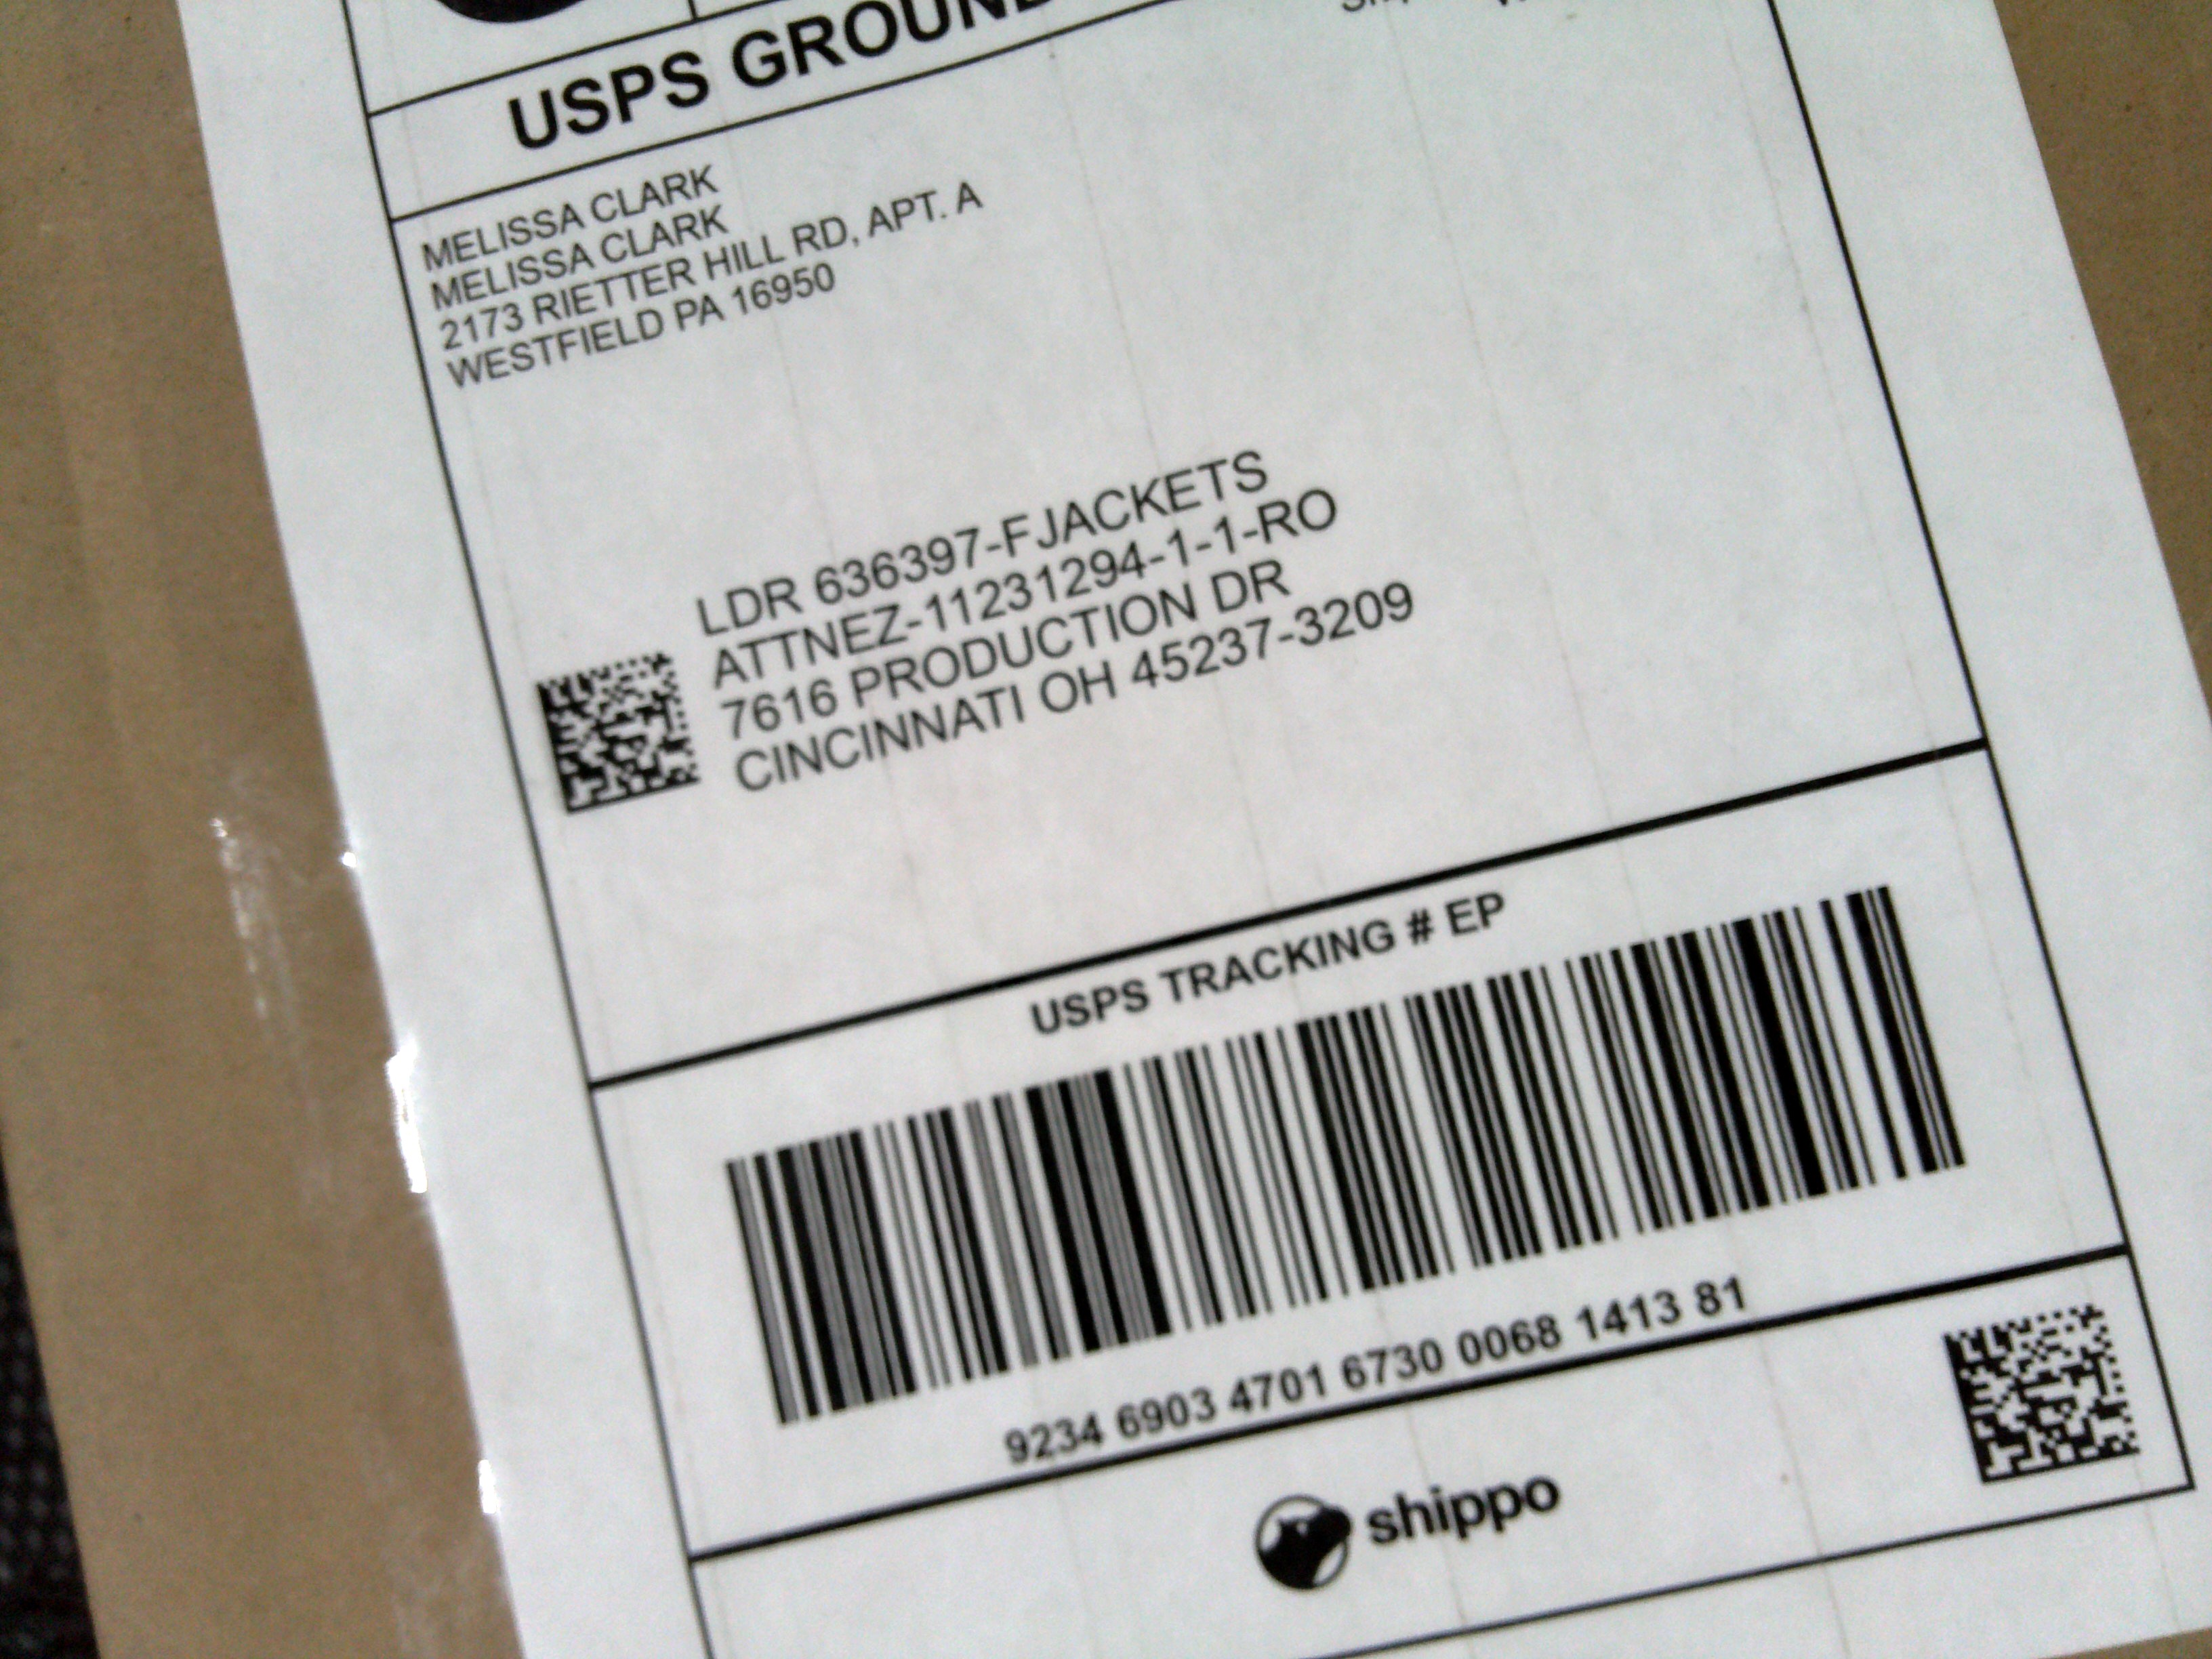 USPS GROUND
MELISSA CLARK
MELISSA CLARK
2173 RIETTER HILL RD, APT. A
WESTFIELD PA 16950
LDR 636397-FJACKETS
ATTNEZ-11231294-1-1-RO
7616 PRODUCTION DR
CINCINNATI OH 45237-3209
USPS TRACKING # EP
9234 6903 4701 6730 0068 1413 81
shippo